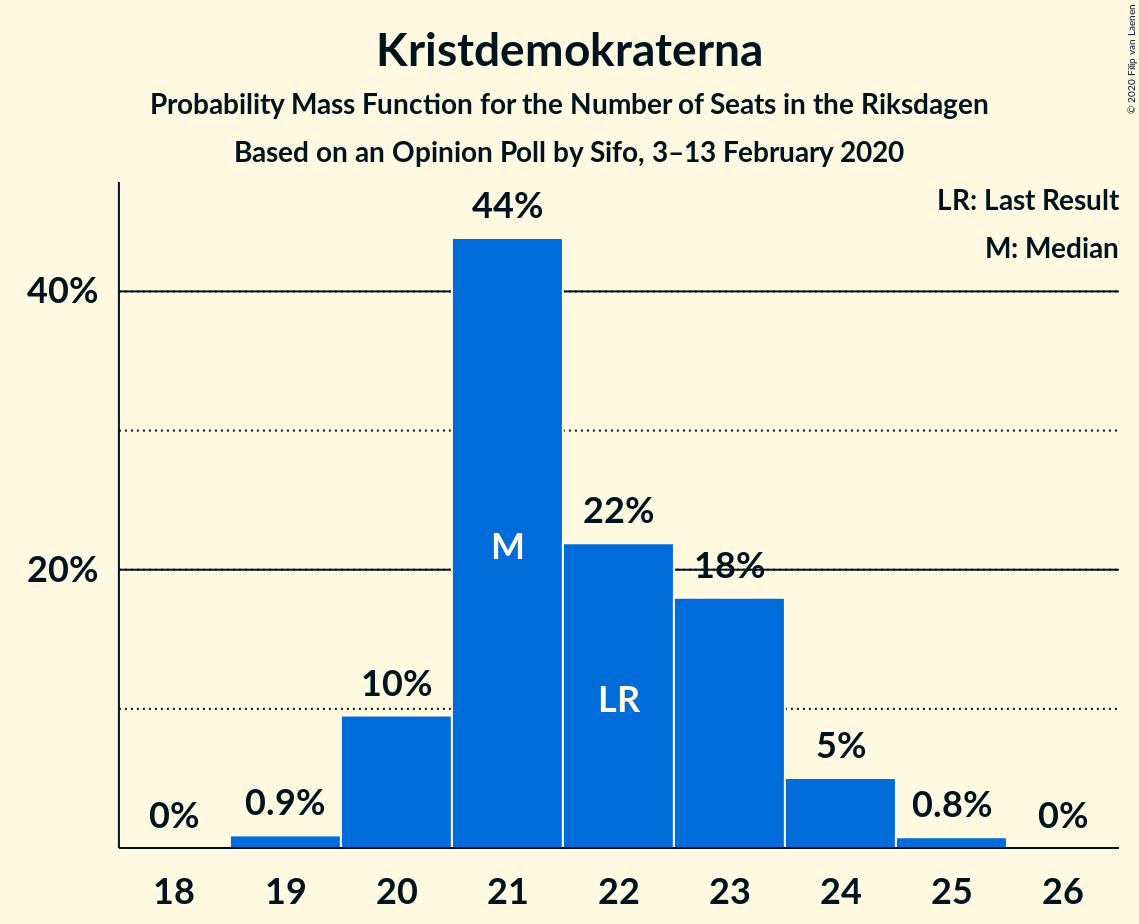 Kristdemokraterna
Probability Mass Function for the Number of Seats in the Riksdagen
Based on an Opinion Poll by Sifo, 3–13 February 2020
© 2020 Filip van Laenen
LR: Last Result
M: Median
40%
20%
0%
0.9%
10%
44%
22%
18%
5%
0.8%
0%
M
LR
18 19 20 21 22 23 24 25 26